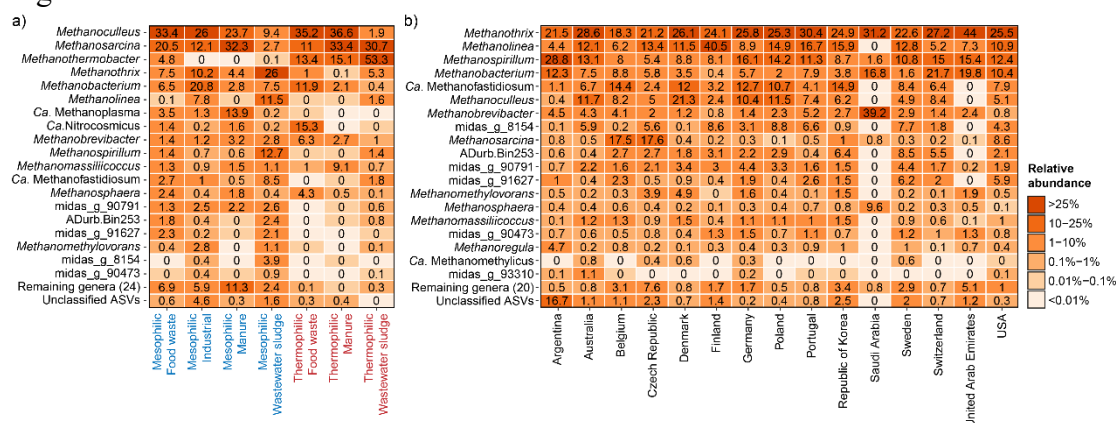 a)
Methanoculleus 33.4 26 23.7 9.4 35.2 36.6 1.9
Methanosarcina 20.5 12.1 32.3 2.7 11 33.4 30.7
Methanothermobacter 4.8 0 0 0.1 13.4 15.1 53.3
Methanothrix 7.5 10.2 4.4 26 1 0.1 5.3
Methanobacterium 6.5 20.8 2.8 7.5 11.9 2.1 0.4
Methanolinea 0.1 7.8 0 11.5 0 0 1.6
Ca. Methanoplasma 3.5 1.3 13.9 0.2 0 0 0
Ca.Nitrocosmicus 1.4 0.2 1.6 0.2 15.3 0 0
Methanobrevibacter 1.4 1.2 3.2 2.8 6.3 2.7 1
Methanospirillum 1.4 0.7 0.6 12.7 0 0 1.4
Methanomassiliicoccus 1.3 0.9 1.5 1.1 1 9.1 0.7
Ca. Methanofastidiosum 2.7 1 0.5 8.5 0 0 1.8
Methanosphaera 2.4 0.4 1.8 0.4 4.3 0.5 0.1
midas_g_90791 1.3 2.5 2.2 2.6 0 0 0.6
ADurb.Bin253 1.8 0.4 0 2.4 0 0 0.8
midas_g_91627 2.3 0.2 0 2.1 0 0 0.6
Methanomethylovorans 0.4 2.8 0 1.1 0 0 0.1
midas_g_8154 0 0.4 0 3.9 0 0 0.2
midas_g_90473 0 0.4 0 0.9 0 0 0.1
Remaining genera (24) 6.9 5.9 11.3 2.4 0.1 0 0.3
Unclassified ASVs 0.6 4.6 1.3 1.6 0.3 0.4 0
Mesophilic
Food waste
Mesophilic
Industrial
Mesophilic
Manure
Mesophilic
Wastewater sludge
Thermophilic
Food waste
Thermophilic
Manure
Thermophilic
Wastewater sludge
b)
Methanothrix 21.5 28.6 18.3 21.2 26.1 24.1 25.8 25.3 30.4 24.9 31.2 22.6 27.2 44 25.5
Methanolinea 4.4 12.1 6.2 13.4 11.5 40.5 8.9 14.9 16.7 15.9 0 12.8 5.2 7.3 10.9
Methanospirillum 28.8 13.1 8 5.4 8.8 8.1 16.1 14.2 11.3 8.7 1.6 10.8 15 15.4 12.4
Methanobacterium 12.3 7.5 8.8 5.8 3.5 0.4 5.7 2 7.9 3.8 16.8 1.5 21.7 19.8 10.4
Ca. Methanofastidiosum 1.1 6.7 14.4 2.4 12 3.2 12.7 10.7 4.1 14.9 0 8.4 6.4 0 7.9
Methanoculleus 0.4 11.7 8.2 5 21.3 2.4 10.4 11.5 7.4 6.2 0 4.9 8.4 0 5.1
Methanobrevibacter 4.5 4.3 4.1 2 1.2 0.8 1.4 2.3 5.2 2.7 39.2 2.9 1.4 2.4 0.8
midas_g_8154 0.1 5.9 0.2 5.6 0.1 8.6 3.1 8.8 6.6 0.9 0 7.7 1.8 0 4.3
Methanosarcina 0.9 1.1 17.5 17.6 0.4 0.2 0.3 0.1 0.5 1 0.8 0.3 1.1 0.3 8.6
ADurb.Bin253 0.6 0.4 2.7 2.7 1.8 3.1 2.2 2.9 1.4 6.4 0 8.5 5.5 0 2.1
midas_g_90791 0.6 2.2 1.8 4.6 3.4 3 4.4 3.3 1.6 1.5 0 4.4 1.7 0.2 1.9
midas_g_91627 1 0.4 2.3 0.9 0.5 0 1.9 0.4 2.6 1.5 0 6.2 2 0 5.9
Methanomethylovorans 0.5 0.2 0.3 3.9 4.9 0 1.6 0.4 0.1 1.5 0 0.4 0.1 1.9 0.5
Methanosphaera 0.4 0.5 0.5 0.4 0.2 0.2 0.4 0.4 0.7 1.5 9.6 0.2 0.3 0.5 0.1
Methanomassiliicoccus 0.1 1.2 1.3 0.9 1.5 0.4 1.1 1.6 1 1.5 0 0.9 0.6 0.1 1
midas_g_90473 0.7 0.6 0.5 0.8 0.3 1.3 1.5 0.7 1.1 0.6 0 1.2 1 1.3 0.8
Methanoregula 4.7 0.2 0.8 0.2 0.1 0.3 0.4 0.3 0.9 1 0 0.4 0.1 0.7 0.4
Ca. Methanomethylicus 0 0.8 0 0.4 0.6 0 0.2 0 0 0 0 0.6 0 0 0
midas_g_93310 0.1 1.1 0 0 0 0 0.2 0 0 0 0 0 0 0 0.1
Remaining genera (20) 0.5 0.8 3.1 7.6 1.8 1.7 1.7 0.5 0.8 3.4 0.8 2.9 0.7 5.1 1
Unclassified ASVs 16.7 1.1 1.1 2.3 0.7 1.4 0.2 0.4 0.8 2.5 0 2 0.7 1.2 0.3
Argentina
Australia
Belgium
Czech Republic
Denmark
Finland
Germany
Poland
Portugal
Republic of Korea
Saudi Arabia
Sweden
Switzerland
United Arab Emirates
USA
Relative
abundance
>25%
10−25%
1−10%
0.1%−1%
0.01%−0.1%
<0.01%